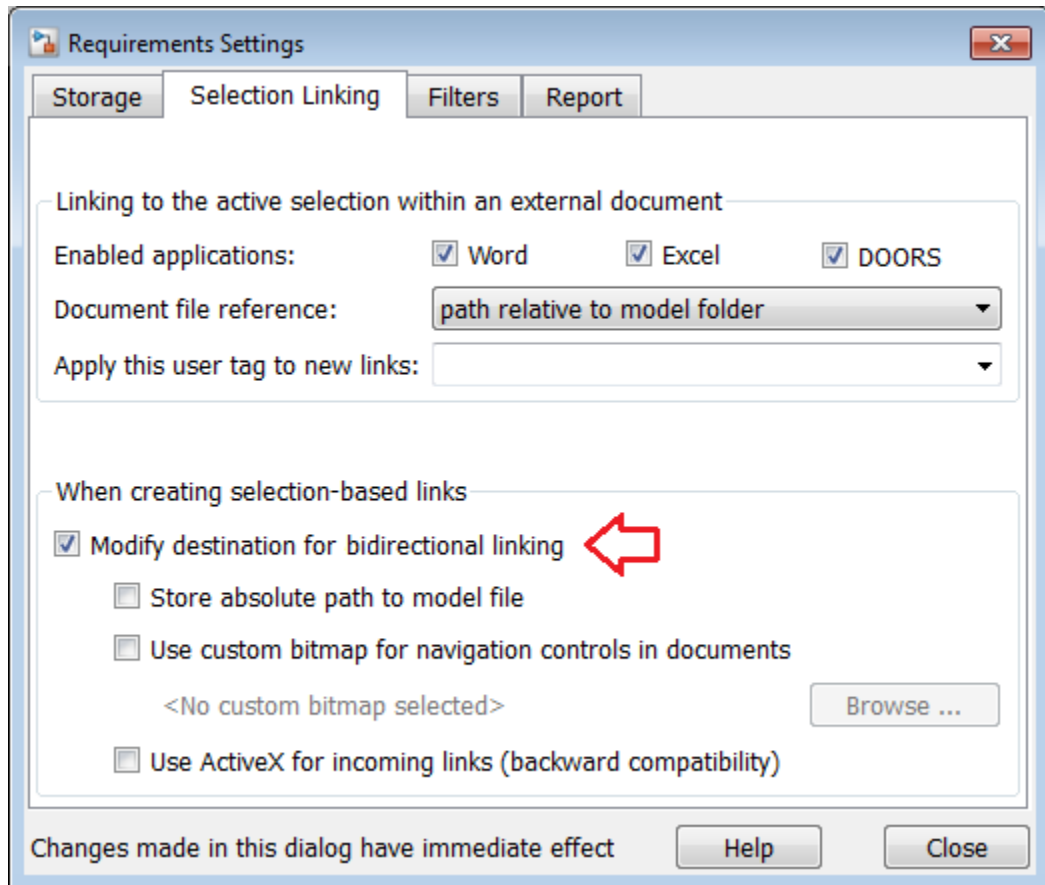 Requirements Settings
Storage Selection Linking Filters Report
Linking to the active selection within an external document
Enabled applications: Word Excel DOORS
Document file reference: path relative to model folder
Apply this user tag to new links:
When creating selection-based links
Modify destination for bidirectional linking
Store absolute path to model file
Use custom bitmap for navigation controls in documents
<No custom bitmap selected> Browse ...
Use ActiveX for incoming links (backward compatibility)
Changes made in this dialog have immediate effect Help Close